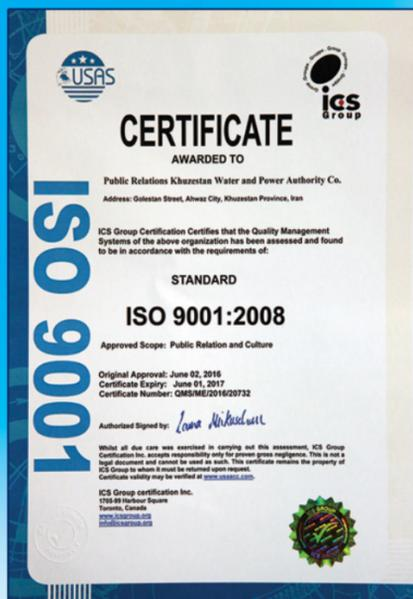 USAS
ics
Group
CERTIFICATE
AWARDED TO
Public Relations Khuzestan Water and Power Authority Co.
Address: Golestan Street, Ahwaz City, Khuzestan Province, Iran
ICS Group Certification Certifies that the Quality Management
Systems of the above organization has been assessed and found
to be in accordance with the requirements of:
STANDARD
ISO 9001:2008
Approved Scope: Public Relation and Culture
Original Approval: June 02, 2016
Certificate Expiry: June 01, 2017
Certificate Number: QMS/ME/2016/20732
Authorized Signed by:
Whilst all due care was exercised in carrying out this assessment, ICS Group
Certification Inc. accepts responsibility only for proven gross negligence. This is not a
legal document and cannot be used as such. This certificate remains the property of
ICS Group to whom it must be returned upon request.
Certificate validity may be verified at www.usascc.com.
ICS Group certification Inc.
1705-99 Harbour Square
Toronto, Canada
www.icsgroup.org
info@icsgroup.org
ISO 9001